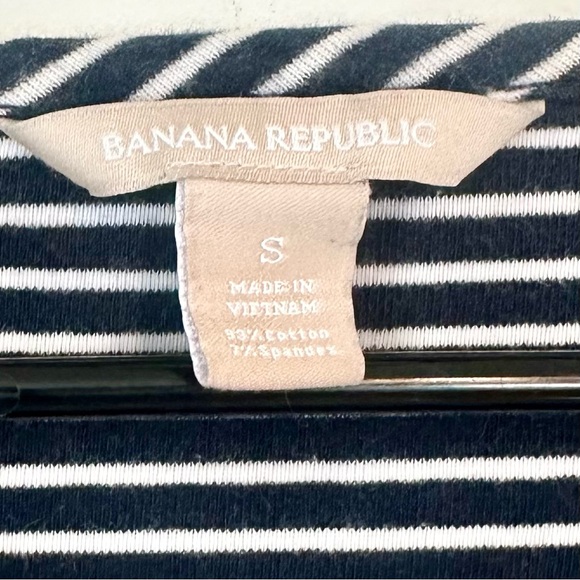 BANANA REPUBLIC
S
MADE IN
VIETNAM
93% Cotton
7% Spandex